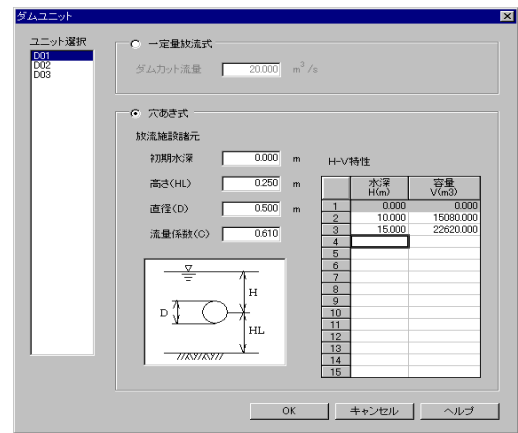 ダムユニット
ユニット選択
D01
D02
D03
一定量放流式
ダムカット流量 20.000 m3/s
穴あき式
放流施設諸元
初期水深 0.000 m
高さ(HL) 0.250 m
直径(D) 0.500 m
流量係数(C) 0.610
H
D
HL
H-V特性
水深 容量
H(m) V(m3)
1 0.000 0.000
2 10.000 15080.000
3 15.000 22620.000
4
5
6
7
8
9
10
11
12
13
14
15
OK キャンセル ヘルプ